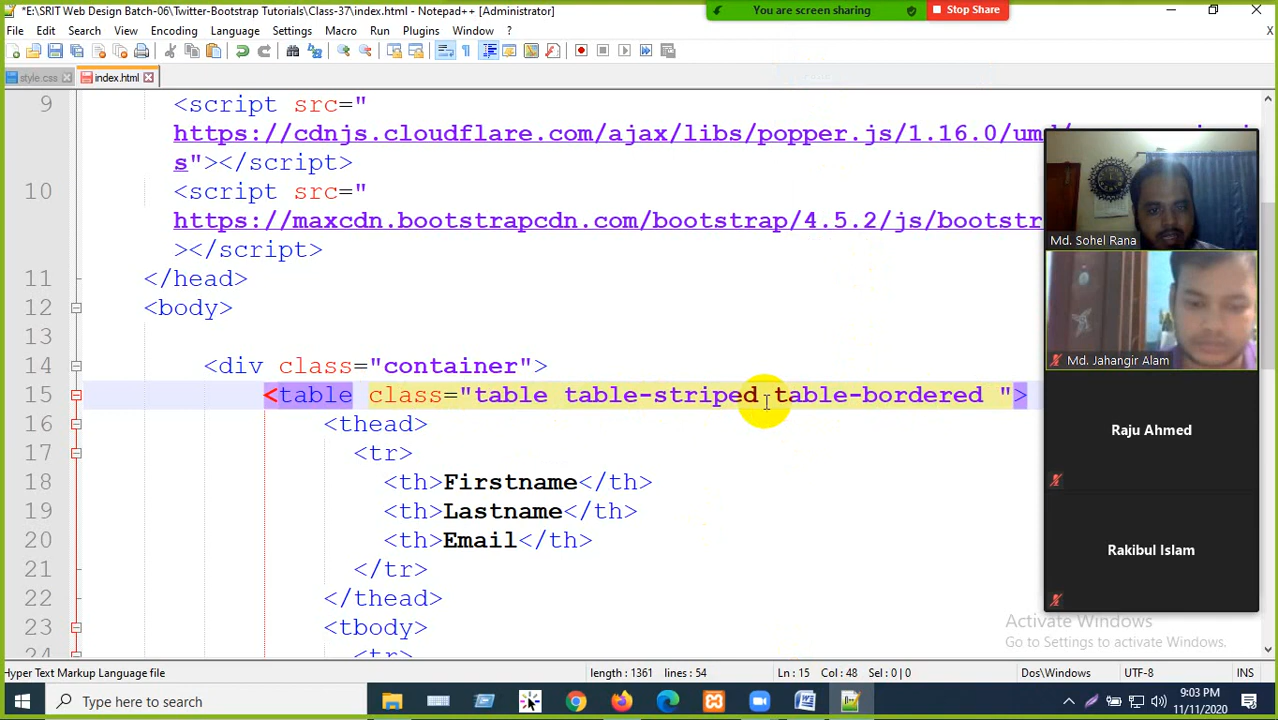 *E:\SRIT Web Design Batch-06\Twitter-Bootstrap Tutorials\Class-37\index.html - Notepad++ [Administrator]
You are screen sharing
Stop Share
File Edit Search View Encoding Language Settings Macro Run Plugins Window ?
X
style.css
index.html
9 <script src="
https://cdnjs.cloudflare.com/ajax/libs/popper.js/1.16.0/umd/
s"></script>
10 <script src="
https://maxcdn.bootstrapcdn.com/bootstrap/4.5.2/js/bootstr
></script>
11 </head>
12 <body>
13
14 <div class="container">
15 <table class="table table-striped table-bordered ">
16 <thead>
17 <tr>
18 <th>Firstname</th>
19 <th>Lastname</th>
20 <th>Email</th>
21 </tr>
22 </thead>
23 <tbody>
24 <tr>
Md. Sohel Rana
Md. Jahangir Alam
Raju Ahmed
Rakibul Islam
Activate Windows
Go to Settings to activate Windows.
Hyper Text Markup Language file
length : 1361 lines : 54
Ln : 15 Col : 48 Sel : 0 | 0
Dos\Windows
UTF-8
INS
Type here to search
9:03 PM
11/11/2020